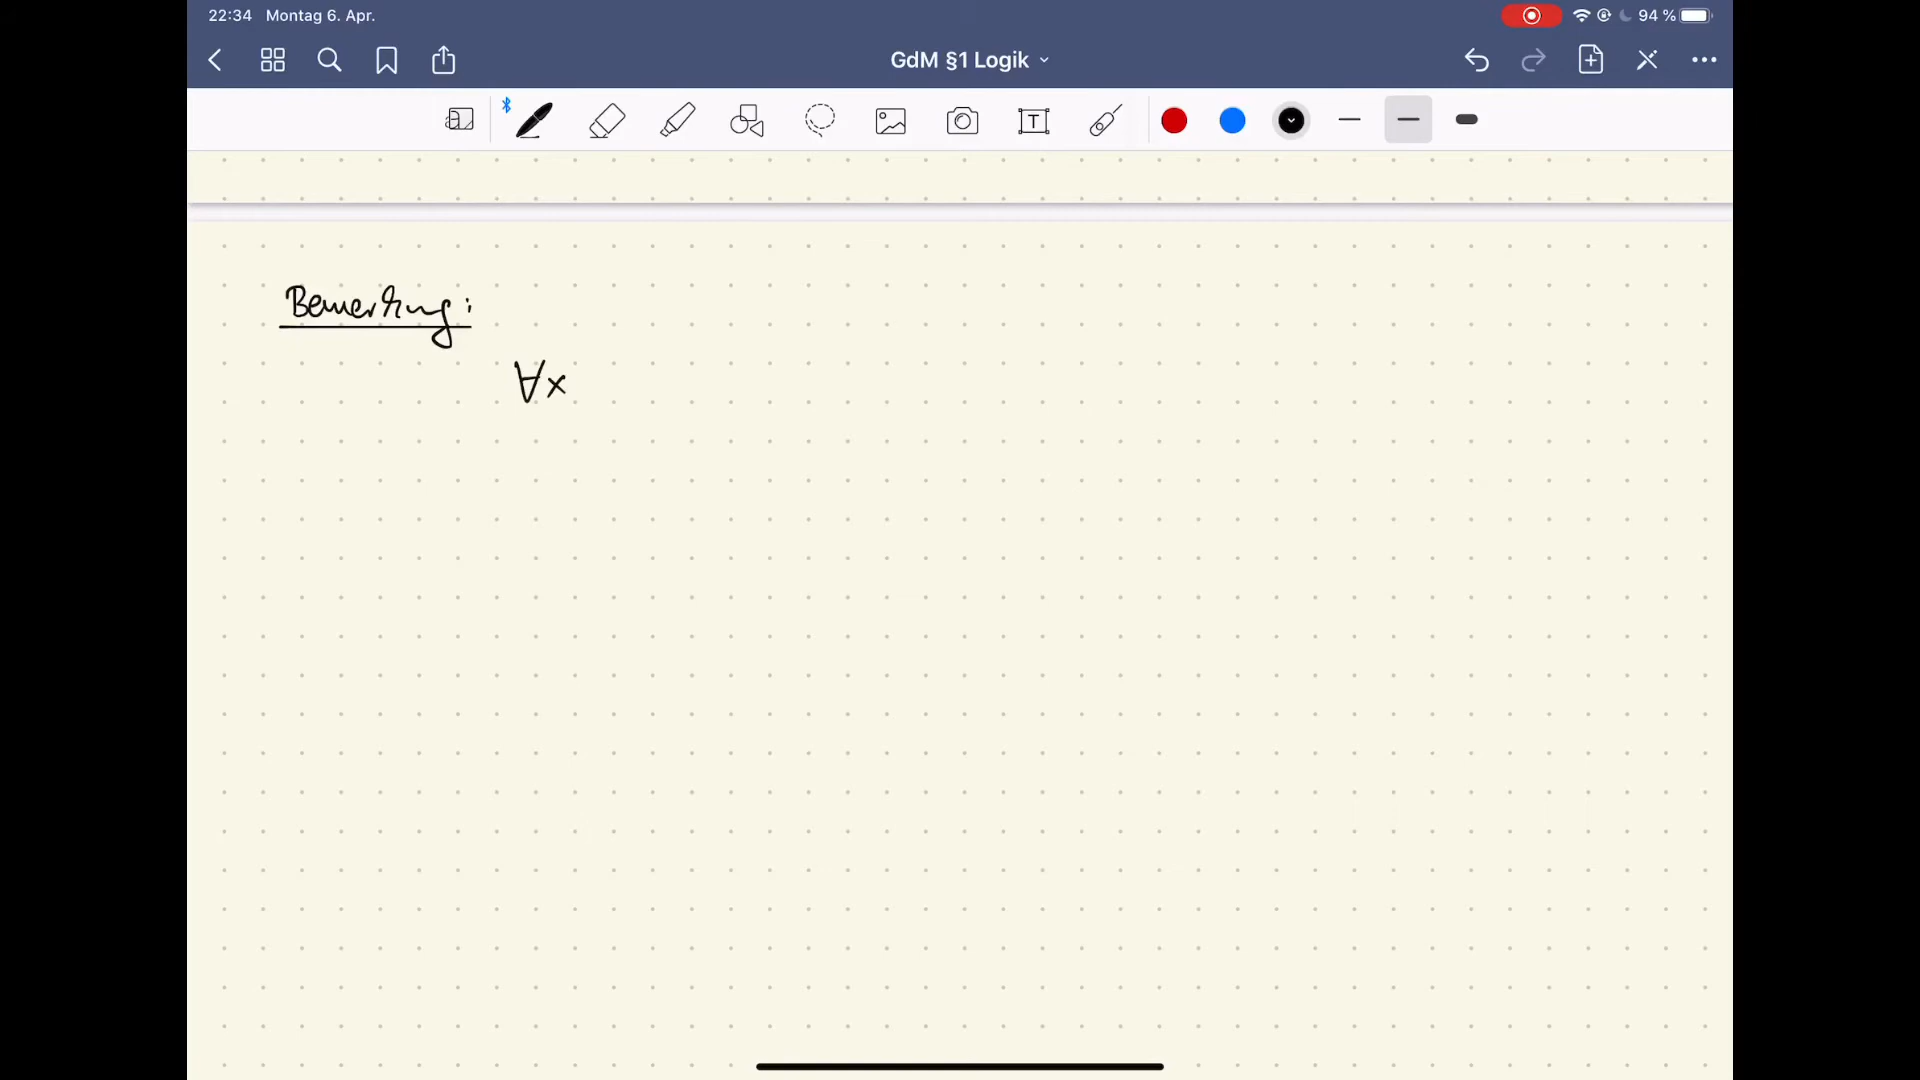 22:34 Montag 6. Apr. 94 %
GdM §1 Logik
T
Bemerkung:
∀x